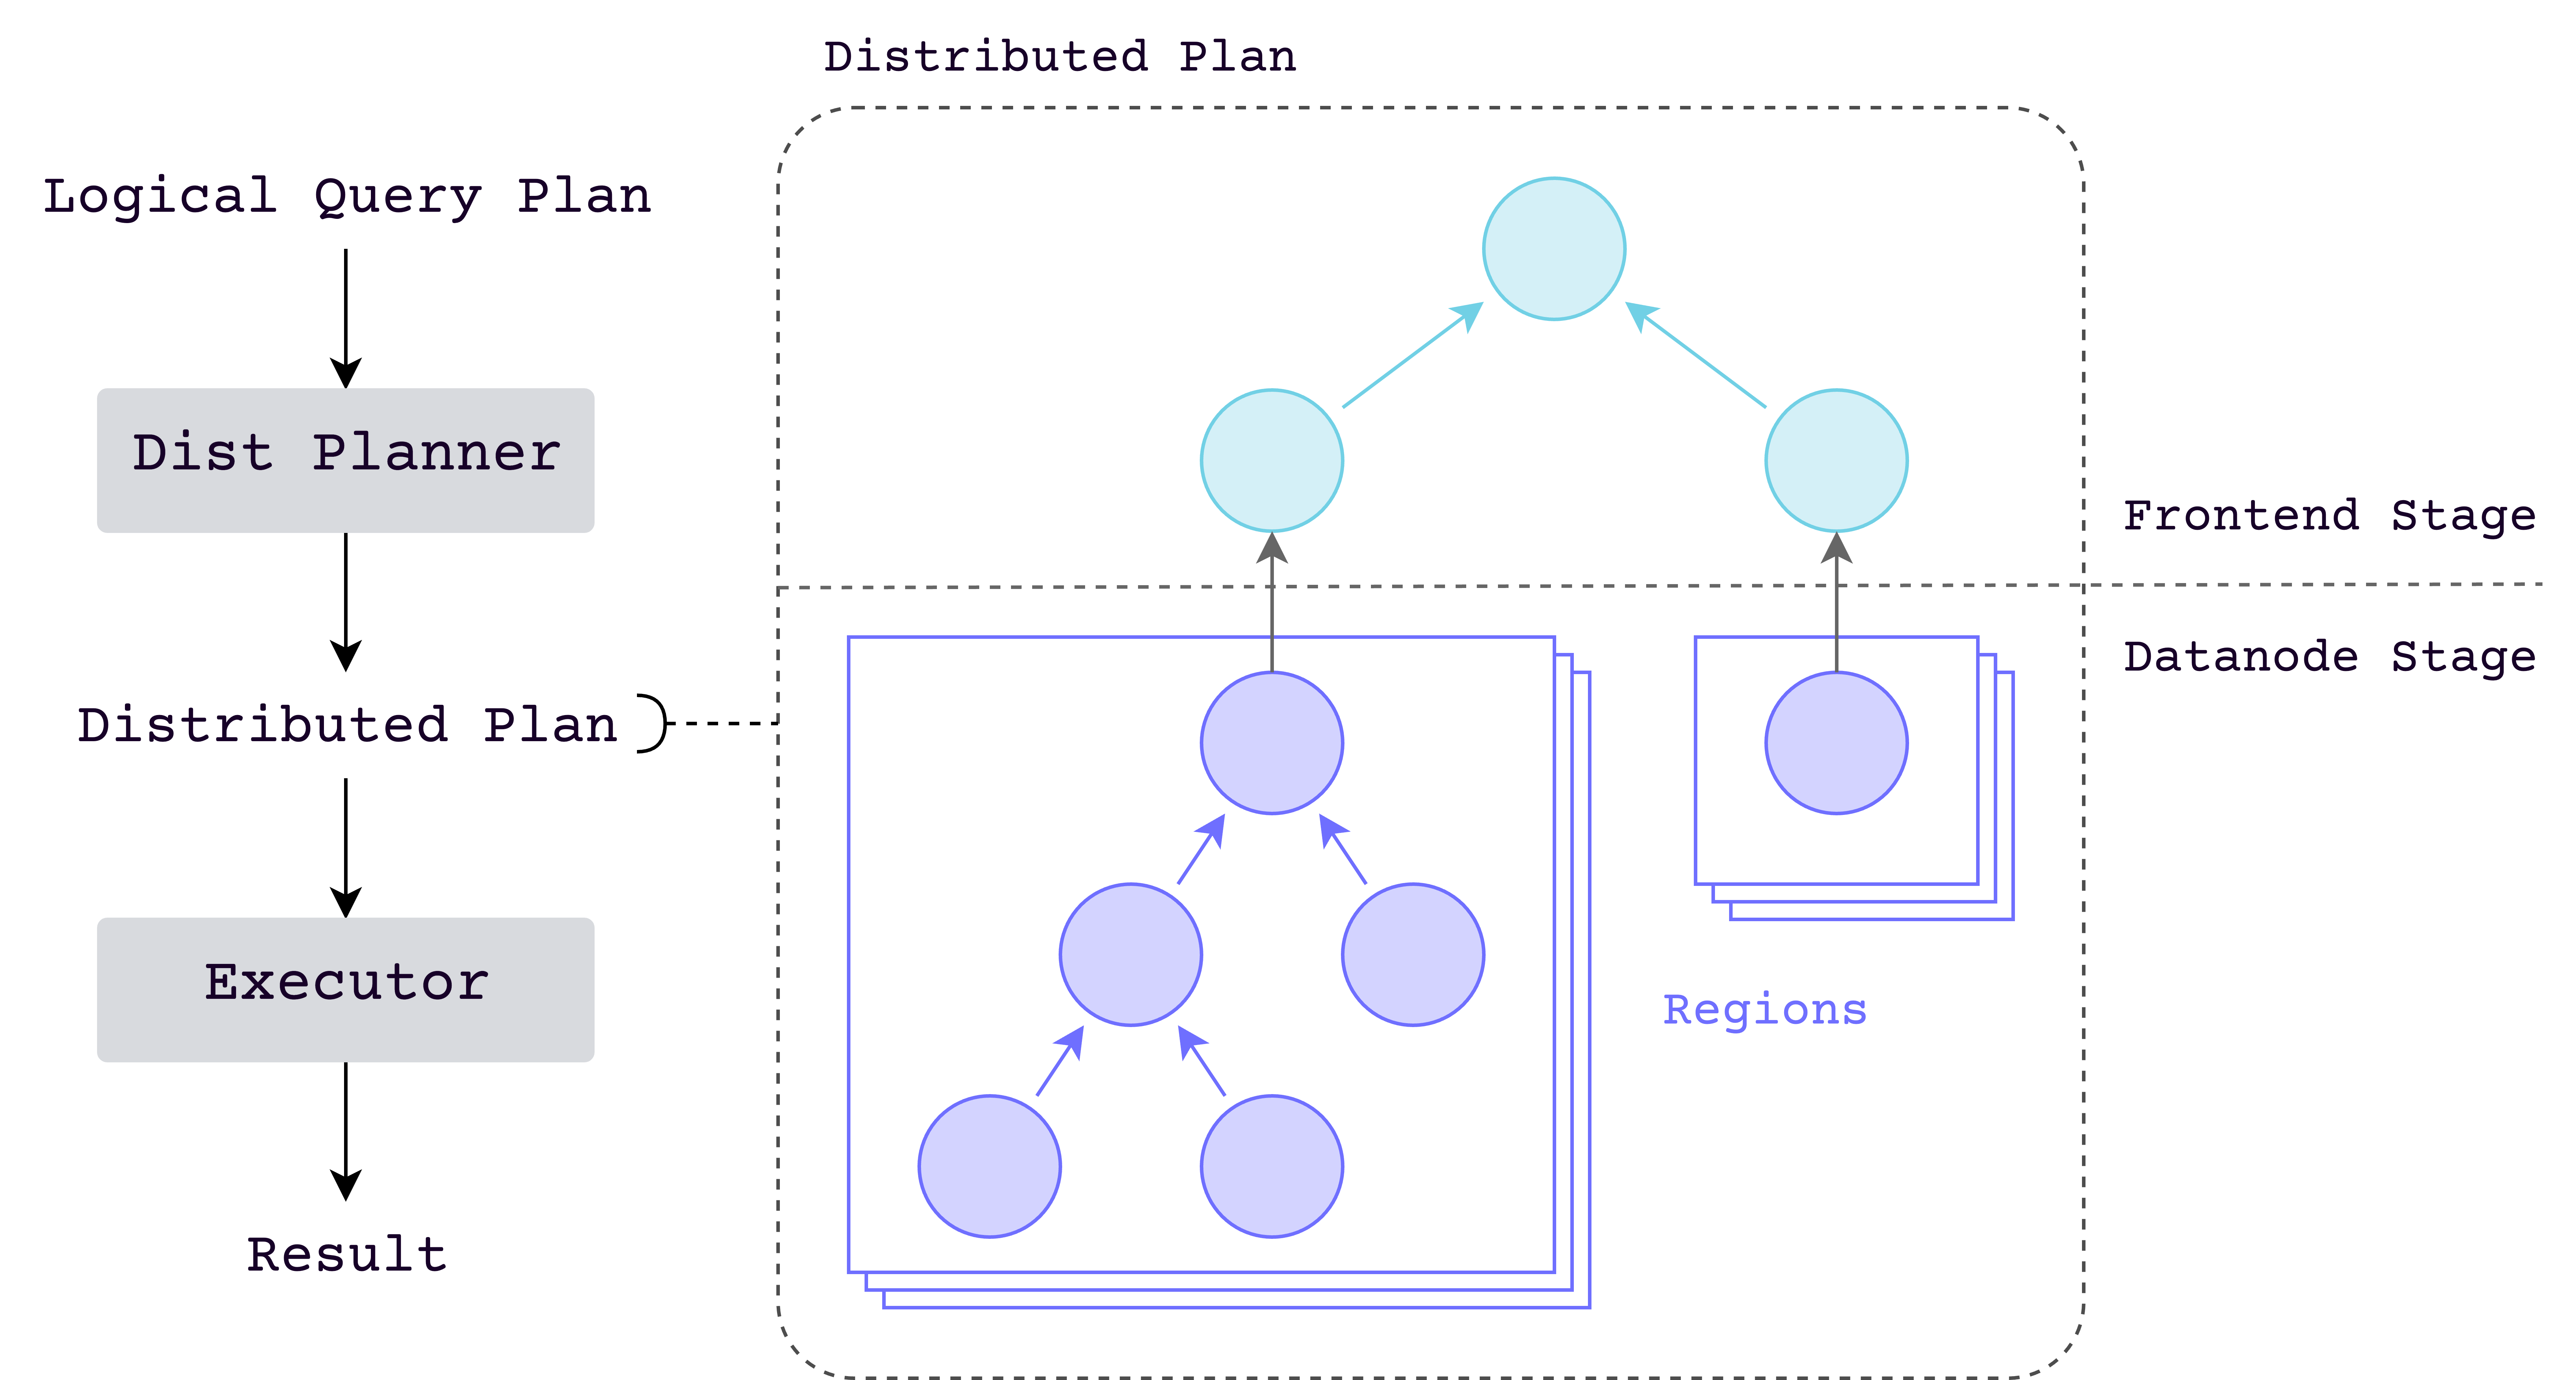 Distributed Plan
Logical Query Plan
Dist Planner
Distributed Plan
Executor
Result
Frontend Stage
Datanode Stage
Regions